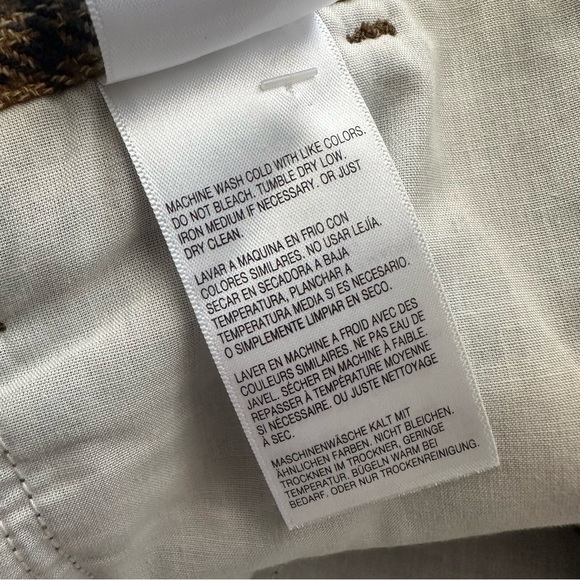 MACHINE WASH COLD WITH LIKE COLORS.
DO NOT BLEACH. TUMBLE DRY LOW.
IRON MEDIUM IF NECESSARY. OR JUST
DRY CLEAN.
LAVAR A MAQUINA EN FRIO CON
COLORES SIMILARES. NO USAR LEJÍA.
SECAR EN SECADORA A BAJA
TEMPERATURA, PLANCHAR A
TEMPERATURA MEDIA SI ES NECESARIO.
O SIMPLEMENTE LIMPIAR EN SECO.
LAVER EN MACHINE A FROID AVEC DES
COULEURS SIMILAIRES. NE PAS EAU DE
JAVEL. SÉCHER EN MACHINE À FAIBLE.
REPASSER À TEMPÉRATURE MOYENNE
SI NÉCESSAIRE. OU JUSTE NETTOYAGE
À SEC.
MASCHINENWÄSCHE KALT MIT
ÄHNLICHEN FARBEN. NICHT BLEICHEN.
TROCKNEN IM TROCKNER, GERINGE
TEMPERATUR. BÜGELN WARM BEI
BEDARF. ODER NUR TROCKENREINIGUNG.